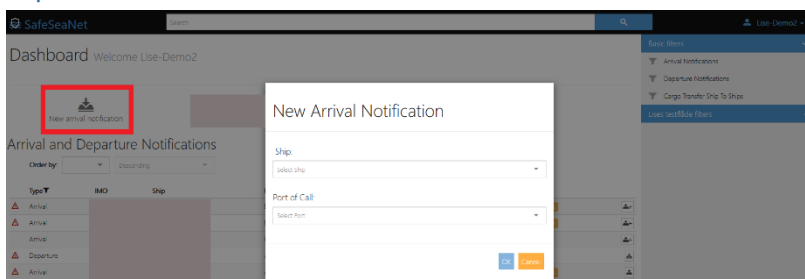 SafeSeaNet
Search
Lise-Demo2
Dashboard Welcome Lise-Demo2
Basic filters
Arrival Notifications
Departure Notifications
Cargo Transfer Ship To Ships
Lises testflåde filters
New arrival notification
New Arrival Notification
Ship:
Select Ship
Port of Call:
Select Port
OK Cancel
Arrival and Departure Notifications
Order by: Descending
Type IMO Ship
Arrival
Arrival
Arrival
Departure
Arrival